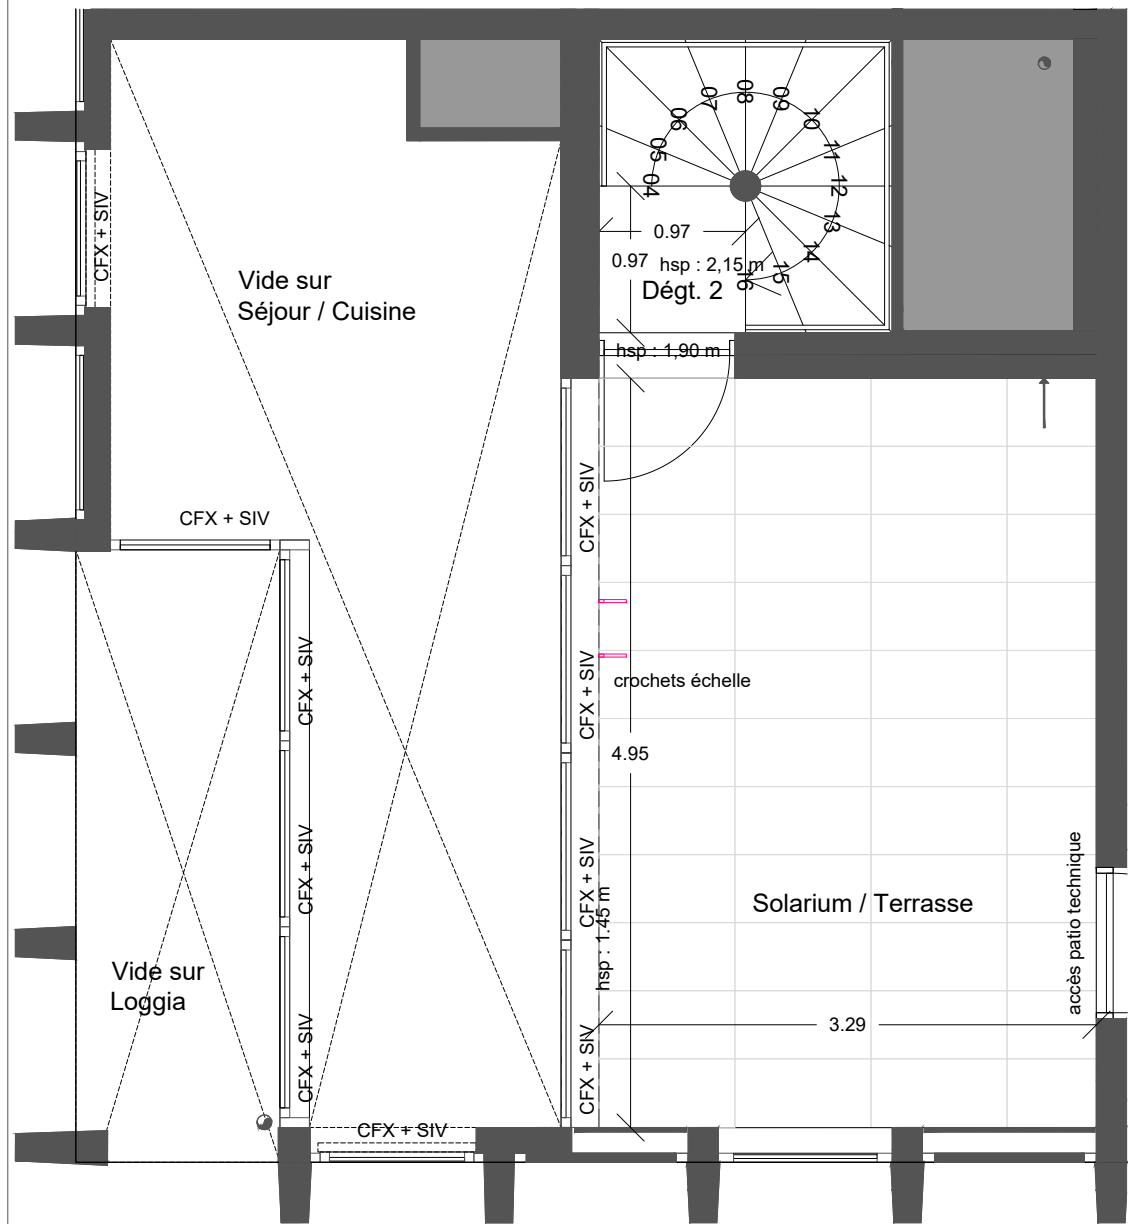 04
05
06
07
08
09
10
11
12
13
14
15
16
0.97
0.97
hsp : 2,15 m
Dégt. 2
hsp : 1,90 m
CFX + SIV
Vide sur
Séjour / Cuisine
CFX + SIV
CFX + SIV
CFX + SIV
CFX + SIV
crochets échelle
4.95
CFX + SIV
CFX + SIV
hsp : 1.45 m
Solarium / Terrasse
accès patio technique
Vide sur
Loggia
3.29
CFX + SIV
CFX + SIV
CFX + SIV